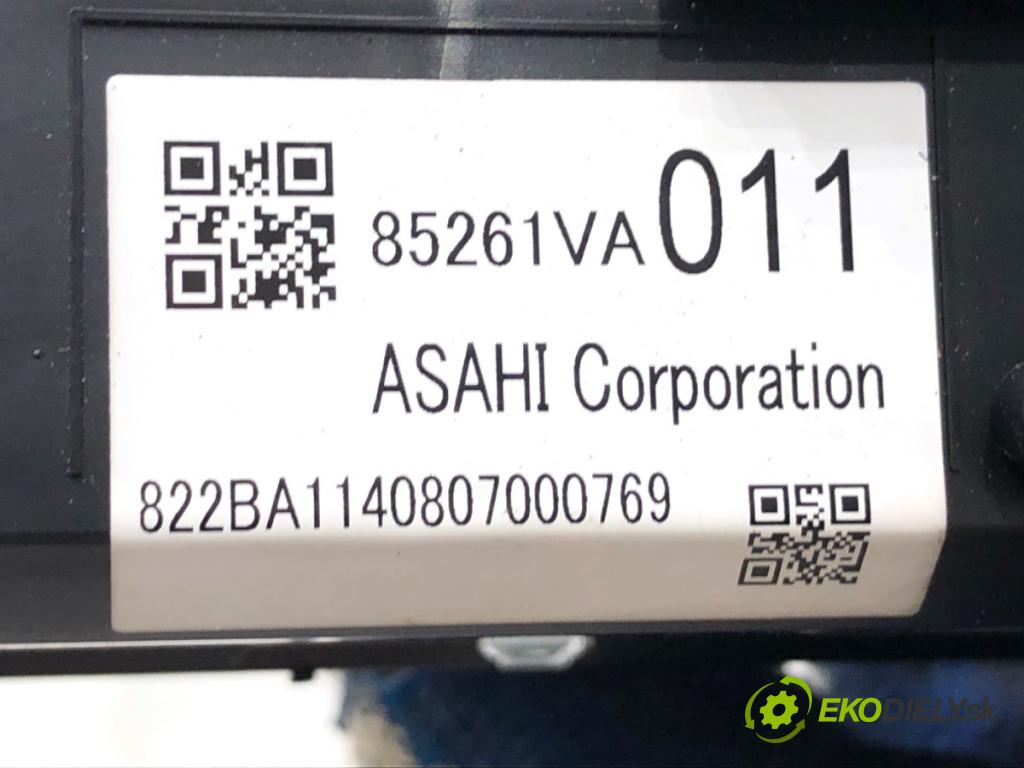 85261VA011
ASAHI Corporation
822BA1140807000769
EKODIELY.sk